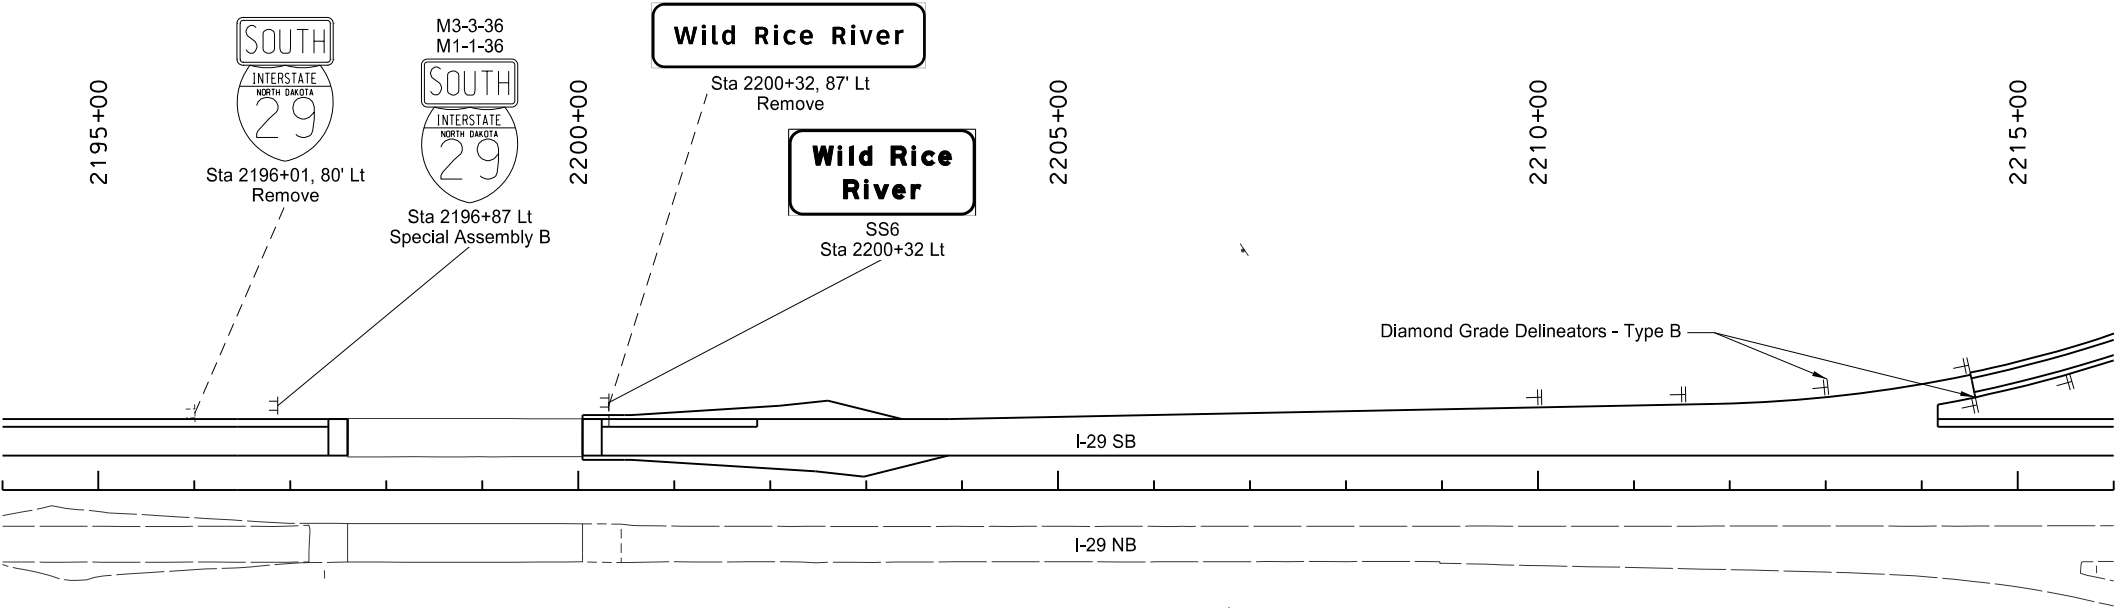 SOUTH
INTERSTATE
NORTH DAKOTA
29
Sta 2196+01, 80' Lt
Remove
M3-3-36
M1-1-36
SOUTH
INTERSTATE
NORTH DAKOTA
29
Sta 2196+87 Lt
Special Assembly B
Wild Rice River
Sta 2200+32, 87' Lt
Remove
Wild Rice
River
SS6
Sta 2200+32 Lt
2195+00
2200+00
2205+00
2210+00
2215+00
Diamond Grade Delineators - Type B
I-29 SB
I-29 NB